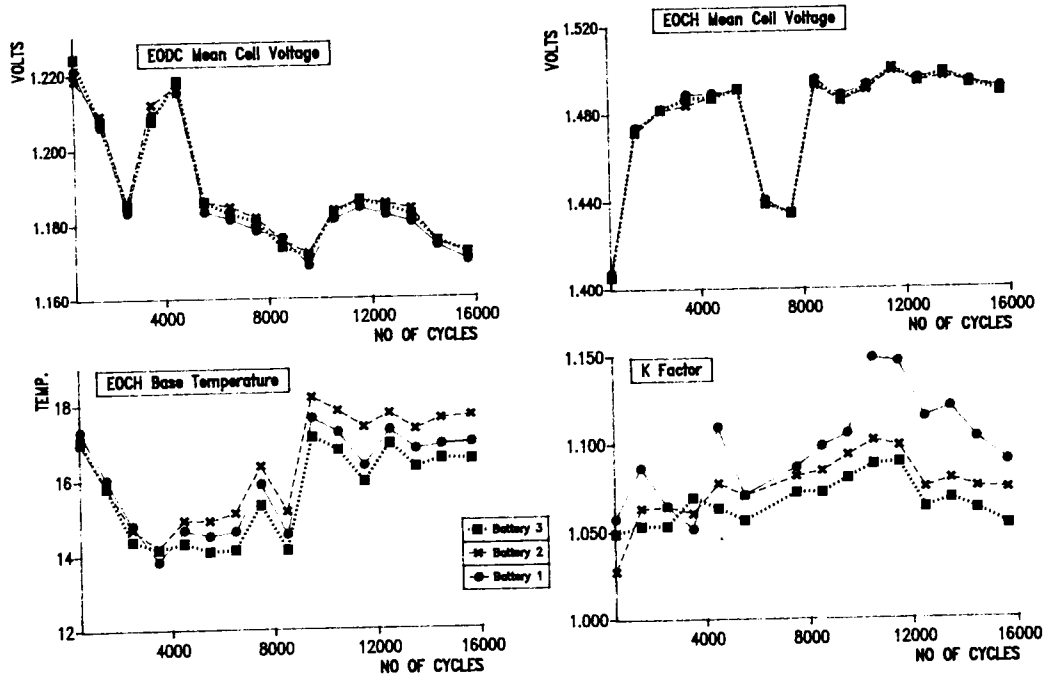 EODC Mean Cell Voltage
VOLTS
1.220
1.200
1.180
1.160
4000
8000
12000
16000
NO OF CYCLES
EOCH Mean Cell Voltage
VOLTS
1.520
1.480
1.440
1.400
4000
8000
12000
16000
NO OF CYCLES
EOCH Base Temperature
TEMP.
18
16
14
12
4000
8000
12000
16000
NO OF CYCLES
Battery 3
Battery 2
Battery 1
K Factor
1.150
1.100
1.050
1.000
4000
8000
12000
16000
NO OF CYCLES